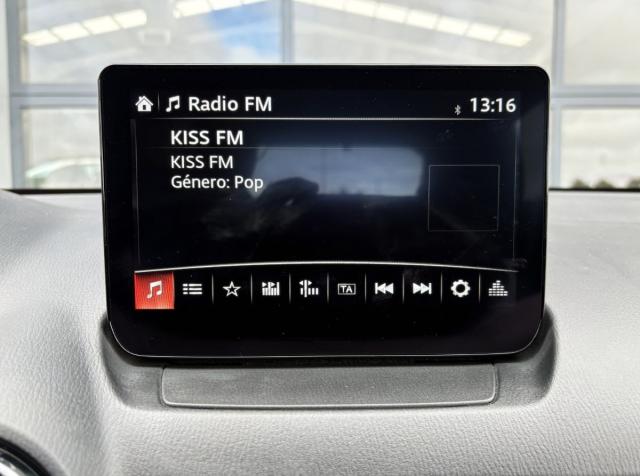 Radio FM 13:16
KISS FM
KISS FM
Género: Pop
TA